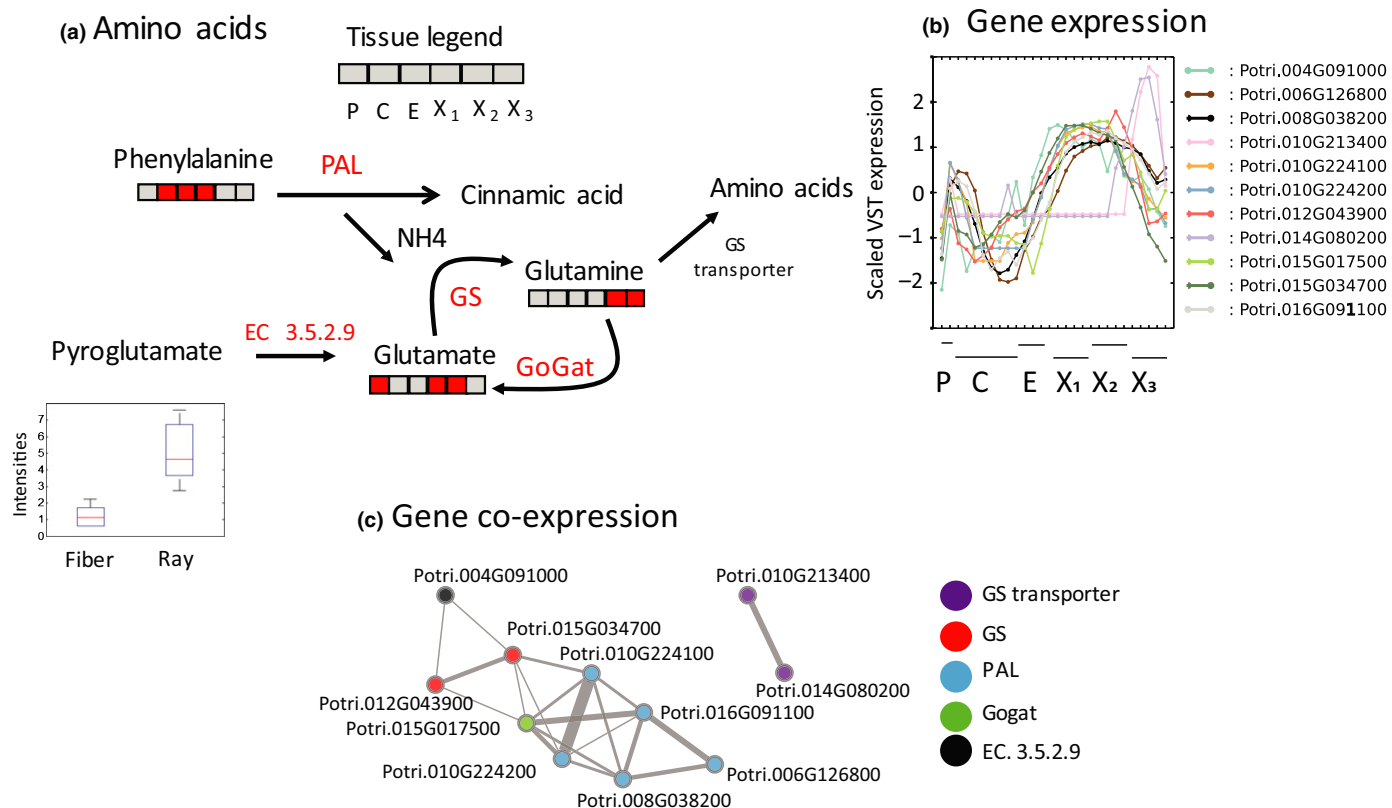 (a) Amino acids
Tissue legend
P C E X1 X2 X3
Phenylalanine
PAL
Cinnamic acid
Amino acids
NH4
GS
transporter
Glutamine
GS
EC 3.5.2.9
Pyroglutamate
Glutamate
GoGat
Intensities
7
6
5
4
3
2
1
0
Fiber Ray
(b) Gene expression
Scaled VST expression
2
1
0
−1
−2
P C E X1 X2 X3
: Potri.004G091000
: Potri.006G126800
: Potri.008G038200
: Potri.010G213400
: Potri.010G224100
: Potri.010G224200
: Potri.012G043900
: Potri.014G080200
: Potri.015G017500
: Potri.015G034700
: Potri.016G091100
(c) Gene co-expression
Potri.004G091000
Potri.010G213400
Potri.015G034700
Potri.010G224100
Potri.014G080200
Potri.012G043900
Potri.016G091100
Potri.015G017500
Potri.010G224200
Potri.006G126800
Potri.008G038200
GS transporter
GS
PAL
Gogat
EC. 3.5.2.9